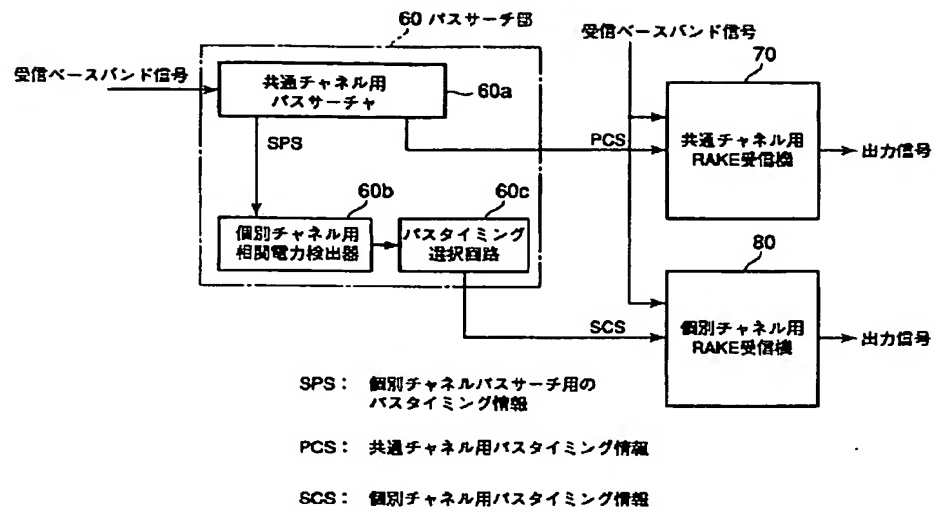 60 パスサーチ部
受信ベースバンド信号
共通チャネル用
パスサーチャ
60a
SPS
60b
個別チャネル用
相関電力検出器
60c
パスタイミング
選択回路
受信ベースバンド信号
70
PCS
共通チャネル用
RAKE受信機
出力信号
80
SCS
個別チャネル用
RAKE受信機
出力信号
SPS： 個別チャネルパスサーチ用の
パスタイミング情報
PCS： 共通チャネル用パスタイミング情報
SCS： 個別チャネル用パスタイミング情報